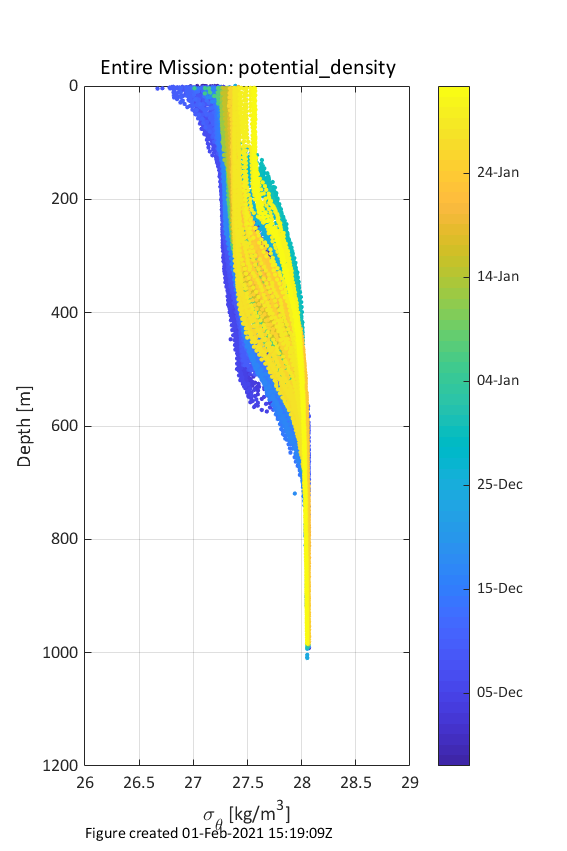 Entire Mission: potential_density
0
200
400
600
800
1000
1200
Depth [m]
26
26.5
27
27.5
28
28.5
29
σ_θ [kg/m³]
24-Jan
14-Jan
04-Jan
25-Dec
15-Dec
05-Dec
Figure created 01-Feb-2021 15:19:09Z